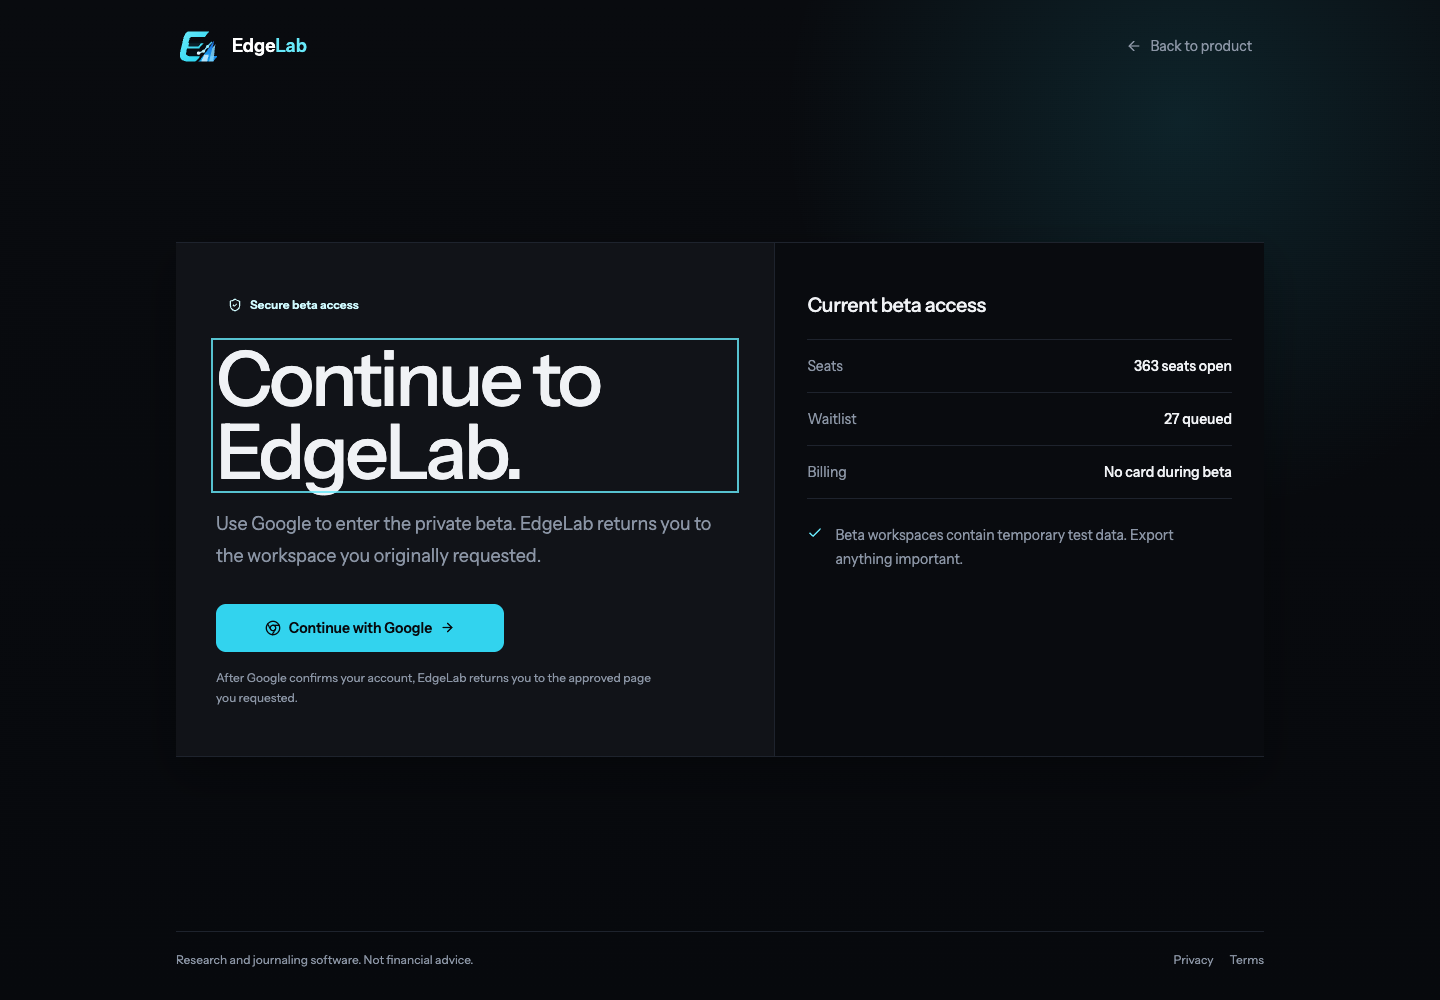 EdgeLab
Back to product
Secure beta access
Continue to
EdgeLab.
Use Google to enter the private beta. EdgeLab returns you to
the workspace you originally requested.
Continue with Google
After Google confirms your account, EdgeLab returns you to the approved page
you requested.
Current beta access
Seats 363 seats open
Waitlist 27 queued
Billing No card during beta
Beta workspaces contain temporary test data. Export
anything important.
Research and journaling software. Not financial advice.
Privacy Terms